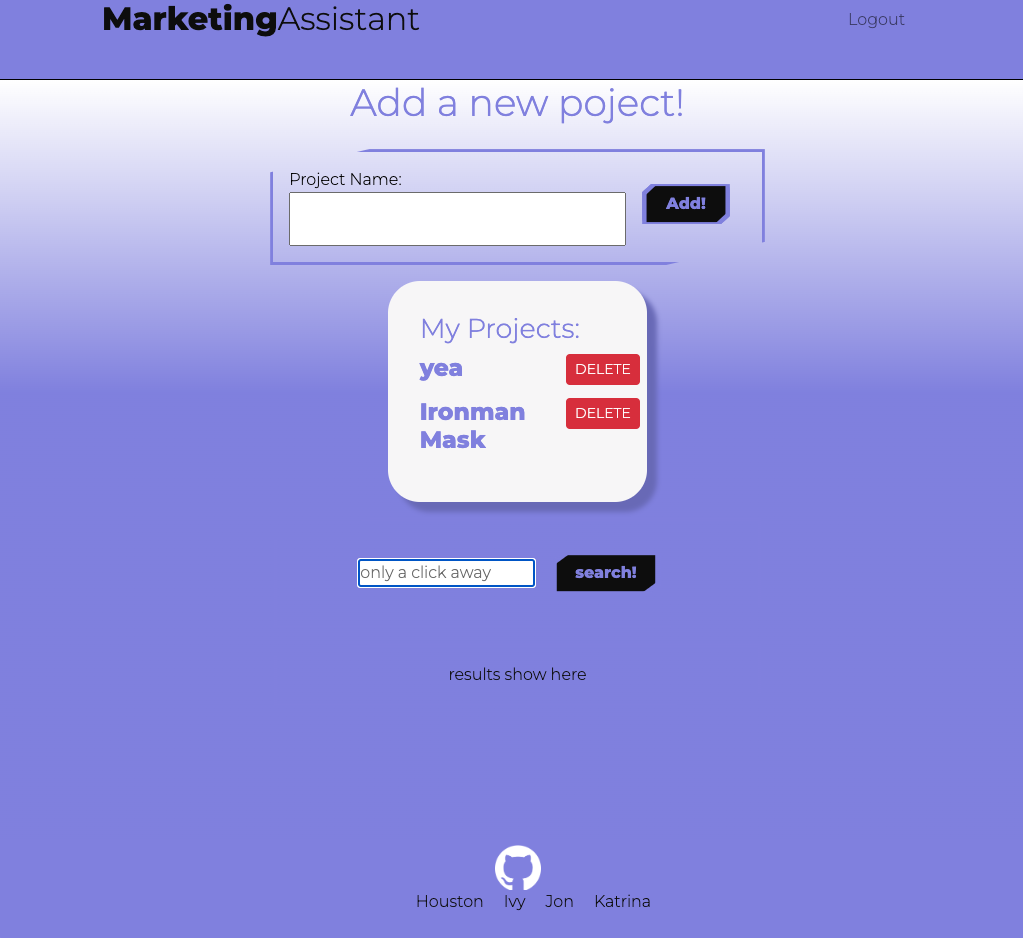 MarketingAssistant
Logout
Add a new poject!
Project Name:
Add!
My Projects:
yea
DELETE
Ironman
Mask
DELETE
only a click away
search!
results show here
Houston Ivy Jon Katrina